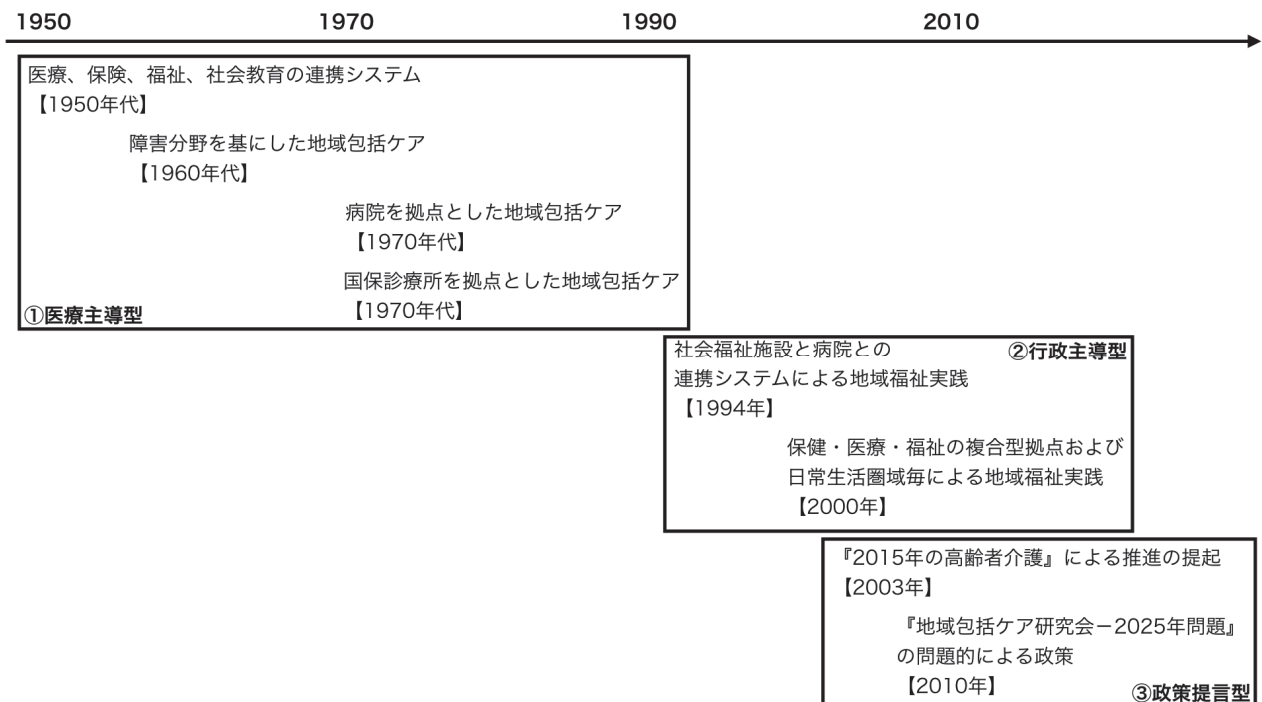 1950 1970 1990 2010
医療、保険、福祉、社会教育の連携システム
【1950年代】
障害分野を基にした地域包括ケア
【1960年代】
病院を拠点とした地域包括ケア
【1970年代】
国保診療所を拠点とした地域包括ケア
【1970年代】
①医療主導型
社会福祉施設と病院との
②行政主導型
連携システムによる地域福祉実践
【1994年】
保健・医療・福祉の複合型拠点および
日常生活圏域毎による地域福祉実践
【2000年】
『2015年の高齢者介護』による推進の提起
【2003年】
『地域包括ケア研究会－2025年問題』
の問題的による政策
【2010年】
③政策提言型